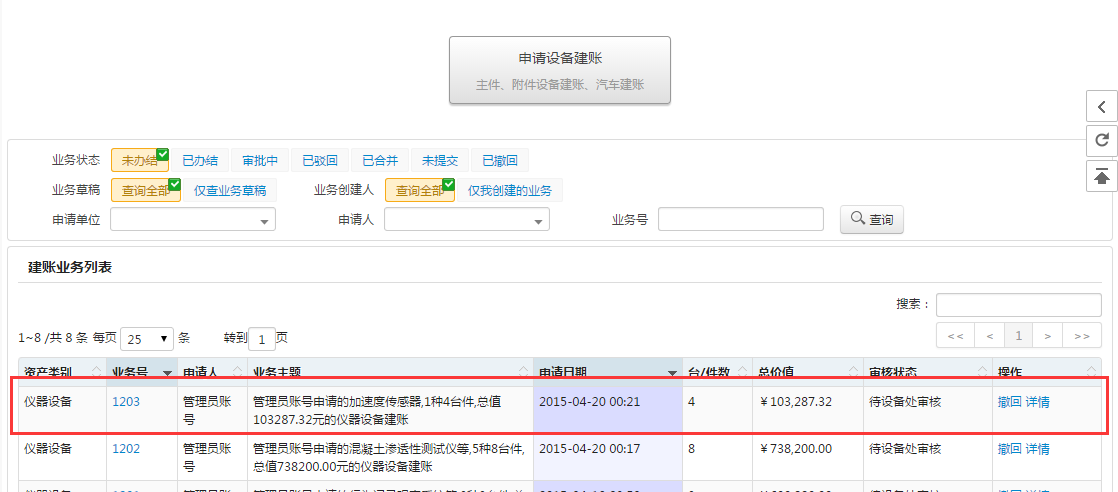 申请设备建账
主件、附件设备建账、汽车建账
业务状态 未办结 已办结 审批中 已驳回 已合并 未提交 已撤回
业务草稿 查询全部 仅查业务草稿 业务创建人 查询全部 仅我创建的业务
申请单位 申请人 业务号 查询
建账业务列表
搜索：
1~8 /共 8 条 每页 25 条 转到 1 页 << < 1 > >>
资产类别 业务号 申请人 业务主题 申请日期 台/件数 总价值 审核状态 操作
仪器设备 1203 管理员账 管理员账号申请的加速度传感器,1种4台件,总值 2015-04-20 00:21 4 ￥103,287.32 待设备处审核 撤回 详情
号 103287.32元的仪器设备建账
仪器设备 1202 管理员账 管理员账号申请的混凝土渗透性测试仪等,5种8台件, 2015-04-20 00:17 8 ￥738,200.00 待设备处审核 撤回 详情
号 总值738200.00元的仪器设备建账